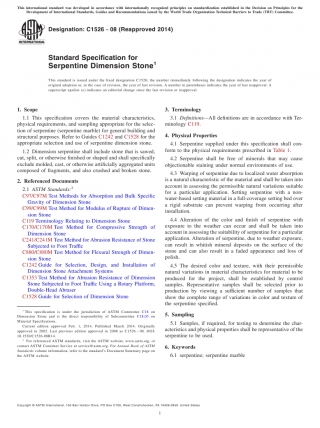 This international standard was developed in accordance with internationally recognized principles on standardization established in the Decision on Principles for the
Development of International Standards, Guides and Recommendations issued by the World Trade Organization Technical Barriers to Trade (TBT) Committee.
Designation: C1526 − 08 (Reapproved 2014)
INTERNATIONAL
Standard Specification for
Serpentine Dimension Stone1
This standard is issued under the fixed designation C1526; the number immediately following the designation indicates the year of
original adoption or, in the case of revision, the year of last revision. A number in parentheses indicates the year of last reapproval. A
superscript epsilon (ε) indicates an editorial change since the last revision or reapproval.
1. Scope
1.1 This specification covers the material characteristics,
physical requirements, and sampling appropriate for the selec-
tion of serpentine (serpentine marble) for general building and
structural purposes. Refer to Guides C1242 and C1528 for the
appropriate selection and use of serpentine dimension stone.
1.2 Dimension serpentine shall include stone that is sawed,
cut, split, or otherwise finished or shaped and shall specifically
exclude molded, cast, or otherwise artificially aggregated units
composed of fragments, and also crushed and broken stone.
2. Referenced Documents
2.1 ASTM Standards:2
C97/C97M Test Methods for Absorption and Bulk Specific
Gravity of Dimension Stone
C99/C99M Test Method for Modulus of Rupture of Dimen-
sion Stone
C119 Terminology Relating to Dimension Stone
C170/C170M Test Method for Compressive Strength of
Dimension Stone
C241/C241M Test Method for Abrasion Resistance of Stone
Subjected to Foot Traffic
C880/C880M Test Method for Flexural Strength of Dimen-
sion Stone
C1242 Guide for Selection, Design, and Installation of
Dimension Stone Attachment Systems
C1353 Test Method for Abrasion Resistance of Dimension
Stone Subjected to Foot Traffic Using a Rotary Platform,
Double-Head Abraser
C1528 Guide for Selection of Dimension Stone
1 This specification is under the jurisdiction of ASTM Committee C18 on
Dimension Stone and is the direct responsibility of Subcommittee C18.03 on
Material Specifications.
Current edition approved Feb. 1, 2014. Published March 2014. Originally
approved in 2002. Last previous edition approved in 2008 as C1526 – 08. DOI:
10.1520/C1526-08R14.
2 For referenced ASTM standards, visit the ASTM website, www.astm.org, or
contact ASTM Customer Service at service@astm.org. For Annual Book of ASTM
Standards volume information, refer to the standard's Document Summary page on
the ASTM website.
3. Terminology
3.1 Definitions—All definitions are in accordance with Ter-
minology C119.
4. Physical Properties
4.1 Serpentine supplied under this specification shall con-
form to the physical requirements prescribed in Table 1.
4.2 Serpentine shall be free of minerals that may cause
objectionable staining under normal environments of use.
4.3 Warping of serpentine due to localized water absorption
is a natural characteristic of the material and shall be taken into
account in assessing the permissible natural variations suitable
for a particular application. Setting serpentine with a non-
water-based setting material in a full-coverage setting bed over
a rigid substrate can prevent warping from occurring after
installation.
4.4 Alteration of the color and finish of serpentine with
exposure to the weather can occur and shall be taken into
account in assessing the suitability of serpentine for a particular
application. Alteration of serpentine, due to weather exposure,
can result in which mineral deposits on the surface of the
stone and can also result in a faded appearance and loss of
polish.
4.5 The desired color and texture, with their permissible
natural variations in material characteristics for material to be
produced for the project, shall be established by control
samples. Representative samples shall be selected prior to
production by viewing a sufficient number of samples that
show the complete range of variations in color and texture of
the serpentine specified.
5. Sampling
5.1 Samples, if required, for testing to determine the char-
acteristics and physical properties shall be representative of the
serpentine to be used.
6. Keywords
6.1 serpentine; serpentine marble
Copyright © ASTM International, 100 Barr Harbor Drive, PO Box C700, West Conshohocken, PA 19428-2959. United States
1